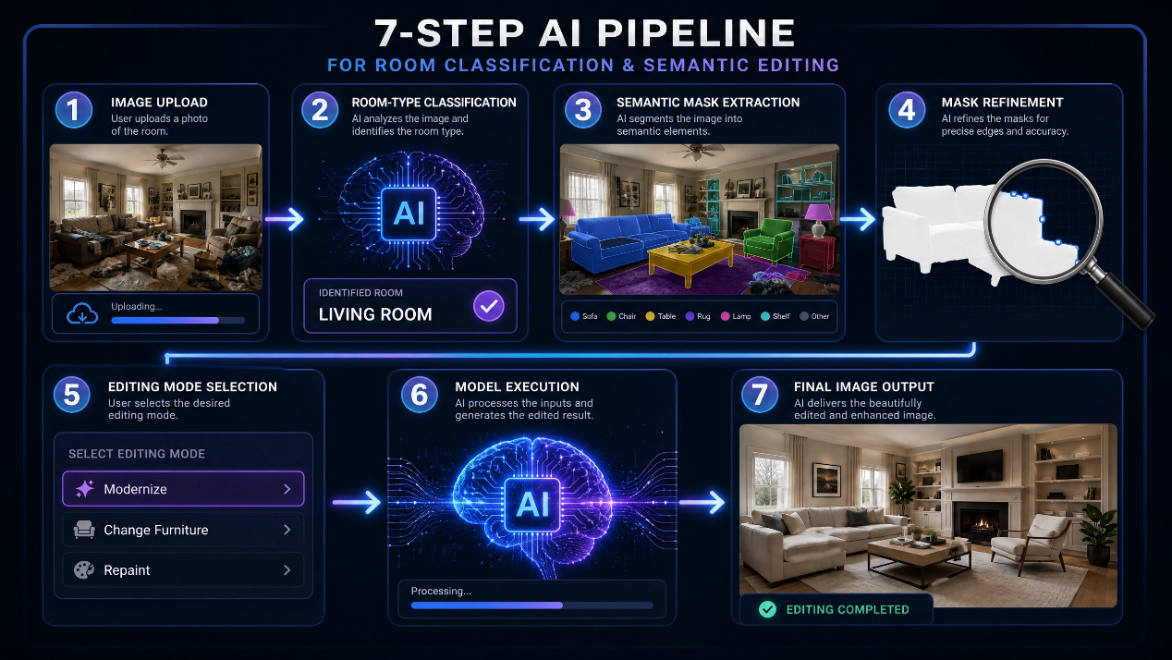 7-STEP AI PIPELINE
FOR ROOM CLASSIFICATION & SEMANTIC EDITING
1
IMAGE UPLOAD
User uploads a photo
of the room.
Uploading...
2
ROOM-TYPE CLASSIFICATION
AI analyzes the image and
identifies the room type.
AI
IDENTIFIED ROOM
LIVING ROOM
3
SEMANTIC MASK EXTRACTION
AI segments the image into
semantic elements.
Sofa
Chair
Table
Rug
Lamp
Shelf
Other
4
MASK REFINEMENT
AI refines the masks for
precise edges and accuracy.
5
EDITING MODE SELECTION
User selects the desired
editing mode.
SELECT EDITING MODE
Modernize
Change Furniture
Repaint
6
MODEL EXECUTION
AI processes the inputs and
generates the edited result.
AI
Processing...
7
FINAL IMAGE OUTPUT
AI delivers the beautifully
edited and enhanced image.
EDITING COMPLETED